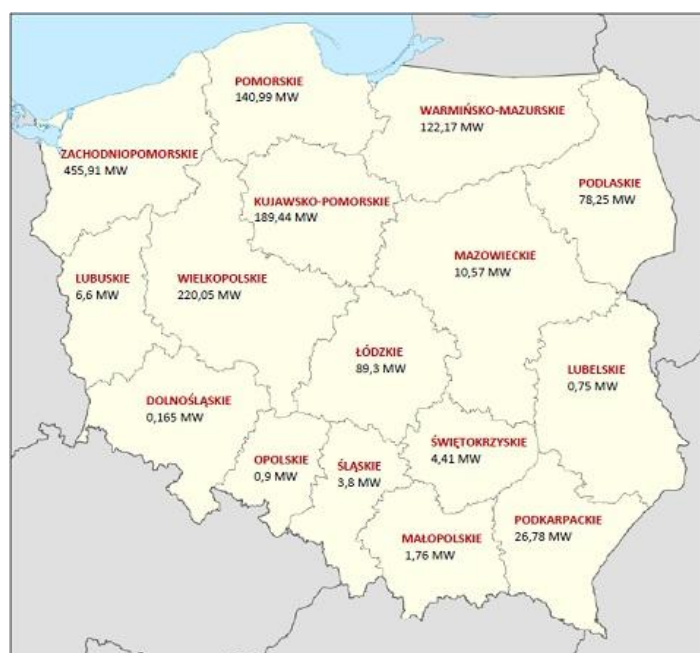 POMORSKIE
140,99 MW
WARMIŃSKO-MAZURSKIE
122,17 MW
ZACHODNIOPOMORSKIE
455,91 MW
PODLASKIE
78,25 MW
KUJAWSKO-POMORSKIE
189,44 MW
MAZOWIECKIE
10,57 MW
LUBUSKIE
6,6 MW
WIELKOPOLSKIE
220,05 MW
ŁÓDZKIE
89,3 MW
LUBELSKIE
0,75 MW
DOLNOŚLĄSKIE
0,165 MW
ŚWIĘTOKRZYSKIE
4,41 MW
OPOLSKIE
0,9 MW
ŚLĄSKIE
3,8 MW
PODKARPACKIE
26,78 MW
MAŁOPOLSKIE
1,76 MW